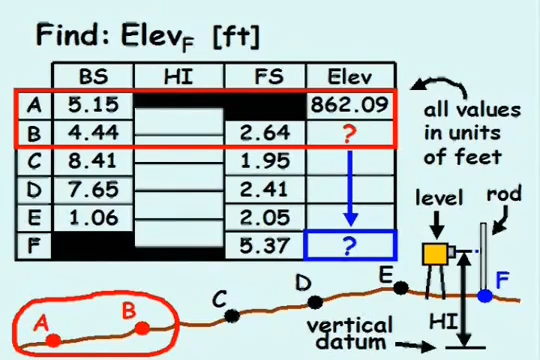 Find: ElevF [ft]
BS HI FS Elev
A 5.15 862.09
B 4.44 2.64 ?
C 8.41 1.95
D 7.65 2.41
E 1.06 2.05
F 5.37 ?
all values
in units
of feet
level
rod
A
B
C
D
E
F
HI
vertical
datum